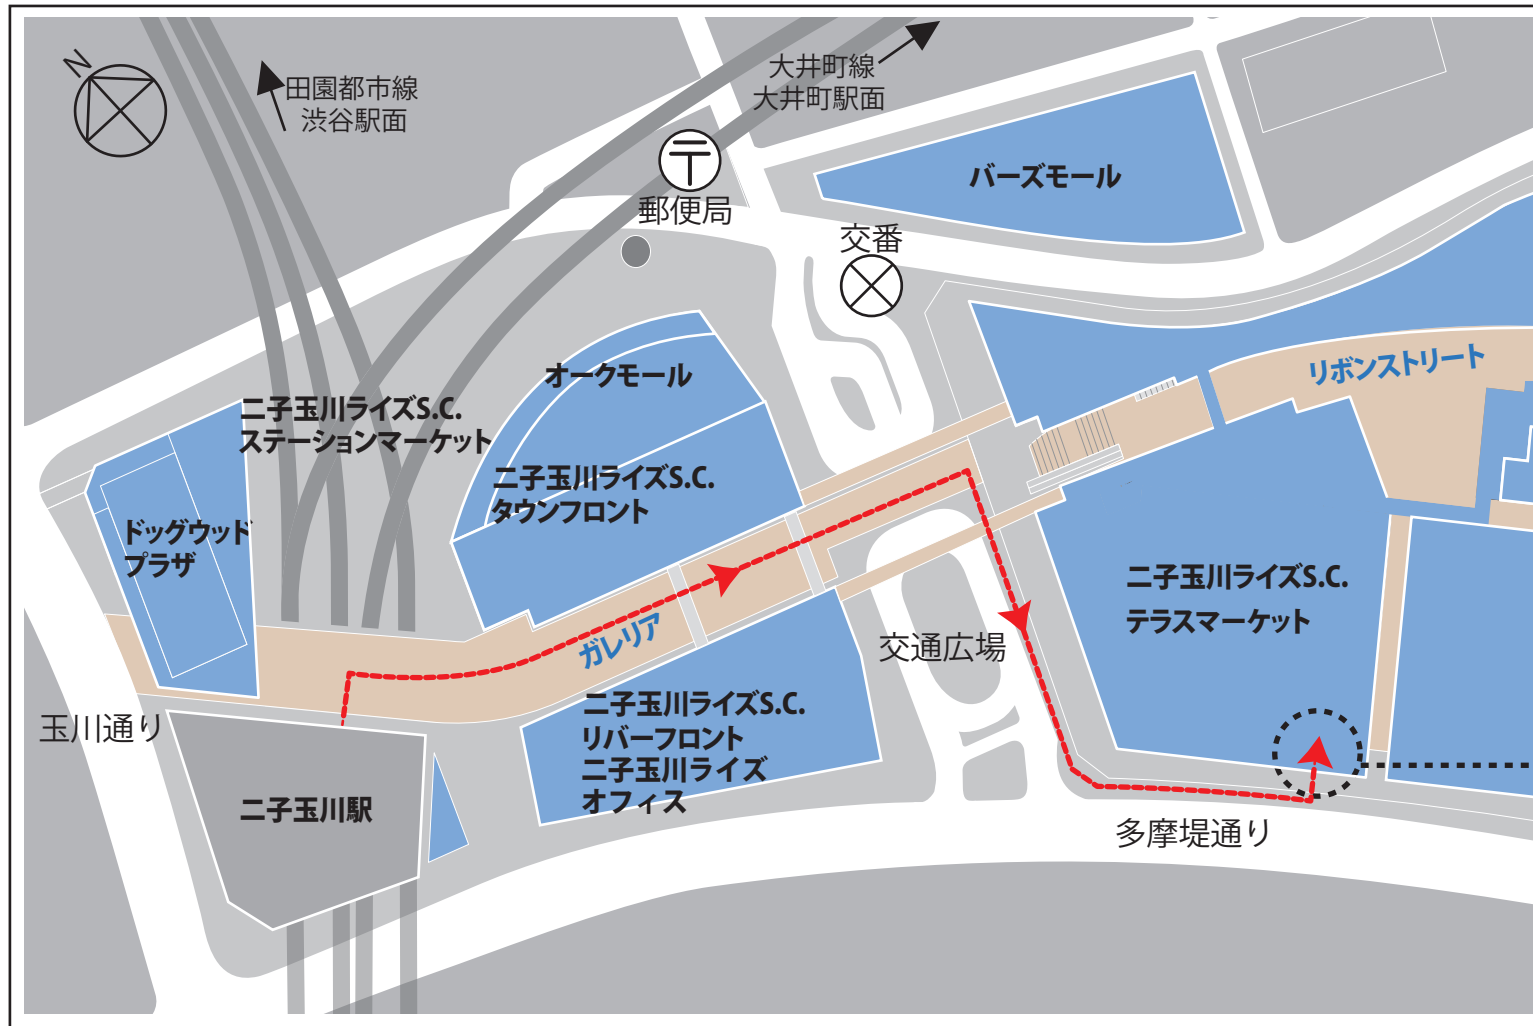 N
田園都市線
渋谷駅面
大井町線
大井町駅面
バーズモール
郵便局
交番
リボンストリート
オークモール
二子玉川ライズS.C.
ステーションマーケット
二子玉川ライズS.C.
タウンフロント
ドッグウッド
プラザ
二子玉川ライズS.C.
テラスマーケット
ガレリア
交通広場
二子玉川ライズS.C.
リバーフロント
二子玉川ライズ
オフィス
玉川通り
二子玉川駅
多摩堤通り